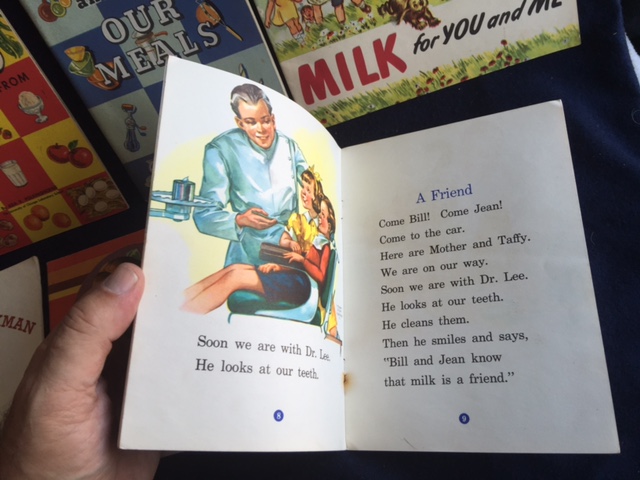 OUR
MEALS
MILK for YOU and ME
FROM
Soon we are with Dr. Lee.
He looks at our teeth.
8
A Friend
Come Bill! Come Jean!
Come to the car.
Here are Mother and Taffy.
We are on our way.
Soon we are with Dr. Lee.
He looks at our teeth.
He cleans them.
Then he smiles and says,
"Bill and Jean know
that milk is a friend."
9